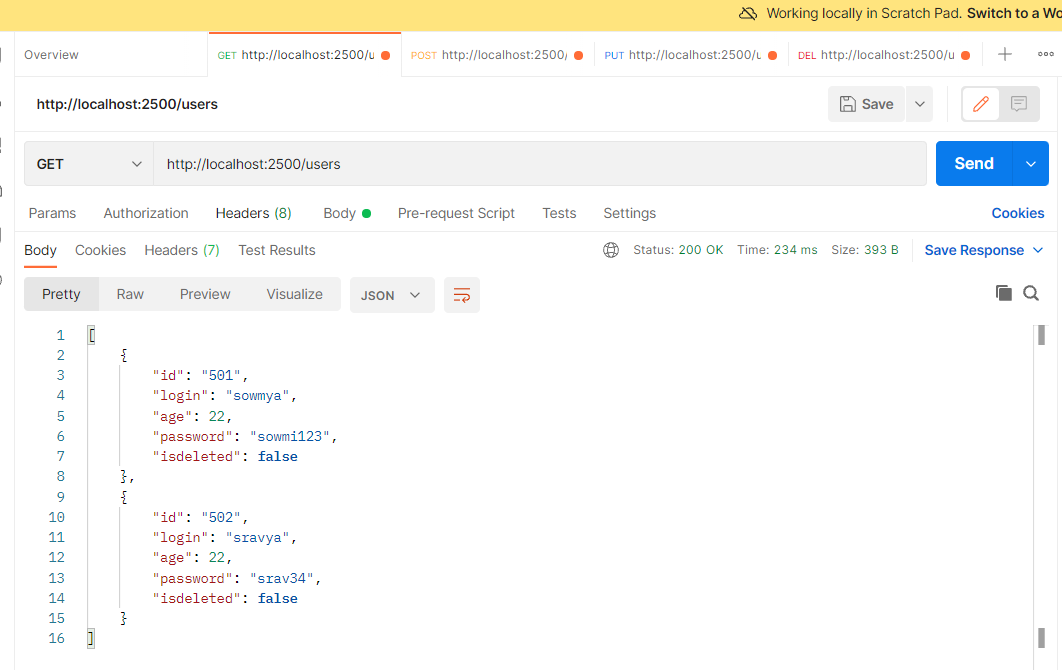 Working locally in Scratch Pad. Switch to a Wo
Overview
GET http://localhost:2500/u
POST http://localhost:2500/
PUT http://localhost:2500/u
DEL http://localhost:2500/u
http://localhost:2500/users
Save
GET http://localhost:2500/users Send
Params Authorization Headers (8) Body Pre-request Script Tests Settings Cookies
Body Cookies Headers (7) Test Results Status: 200 OK Time: 234 ms Size: 393 B Save Response
Pretty Raw Preview Visualize JSON
1 [
2 {
3 "id": "501",
4 "login": "sowmya",
5 "age": 22,
6 "password": "sowmi123",
7 "isdeleted": false
8 },
9 {
10 "id": "502",
11 "login": "sravya",
12 "age": 22,
13 "password": "srav34",
14 "isdeleted": false
15 }
16 ]